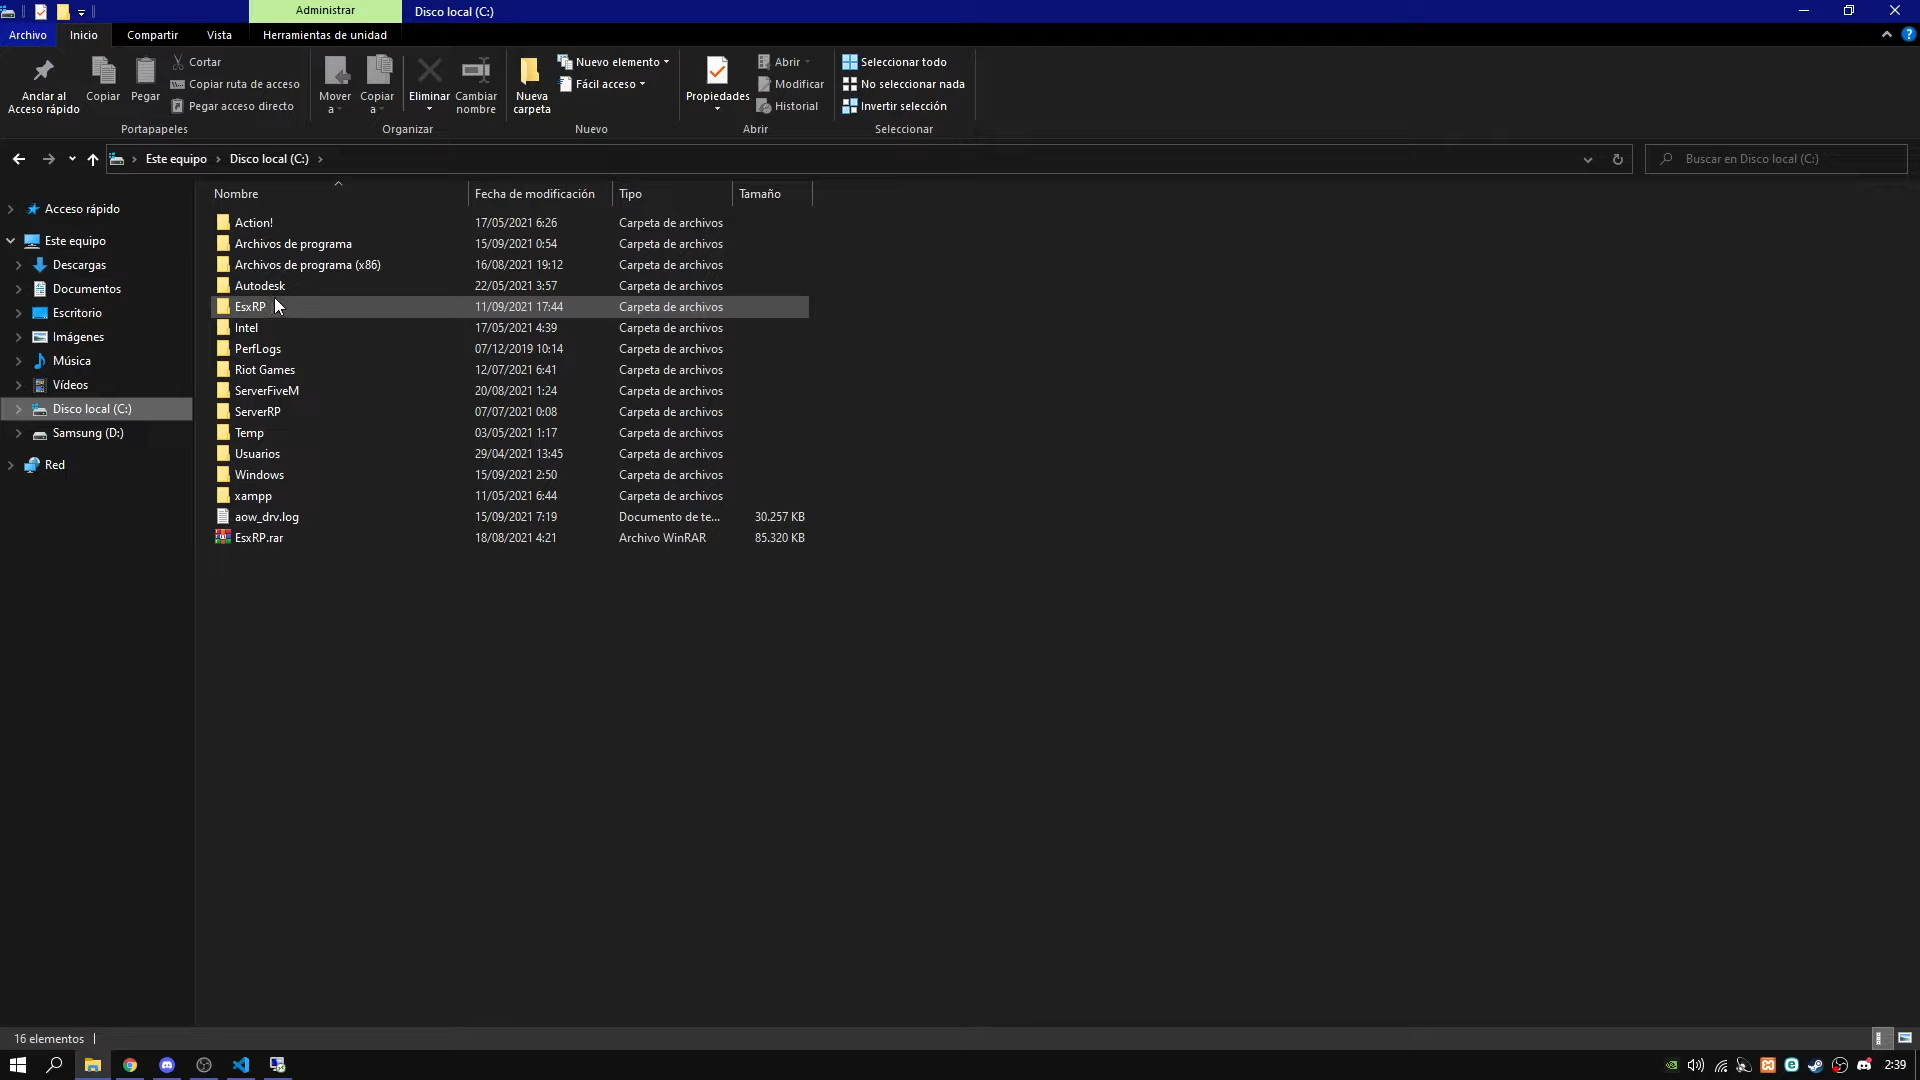 Administrar
Disco local (C:)
Archivo
Inicio
Compartir
Vista
Herramientas de unidad
Anclar al
Acceso rápido
Copiar
Pegar
Cortar
Copiar ruta de acceso
Pegar acceso directo
Portapapeles
Mover
a
Copiar
a
Eliminar
Cambiar
nombre
Organizar
Nueva
carpeta
Nuevo elemento
Fácil acceso
Nuevo
Propiedades
Abrir
Modificar
Historial
Abrir
Seleccionar todo
No seleccionar nada
Invertir selección
Seleccionar
Este equipo
Disco local (C:)
Buscar en Disco local (C:)
Acceso rápido
Este equipo
Descargas
Documentos
Escritorio
Imágenes
Música
Vídeos
Disco local (C:)
Samsung (D:)
Red
Nombre Fecha de modificación Tipo Tamaño
Action! 17/05/2021 6:26 Carpeta de archivos
Archivos de programa 15/09/2021 0:54 Carpeta de archivos
Archivos de programa (x86) 16/08/2021 19:12 Carpeta de archivos
Autodesk 22/05/2021 3:57 Carpeta de archivos
EsxRP 11/09/2021 17:44 Carpeta de archivos
Intel 17/05/2021 4:39 Carpeta de archivos
PerfLogs 07/12/2019 10:14 Carpeta de archivos
Riot Games 12/07/2021 6:41 Carpeta de archivos
ServerFiveM 20/08/2021 1:24 Carpeta de archivos
ServerRP 07/07/2021 0:08 Carpeta de archivos
Temp 03/05/2021 1:17 Carpeta de archivos
Usuarios 29/04/2021 13:45 Carpeta de archivos
Windows 15/09/2021 2:50 Carpeta de archivos
xampp 11/05/2021 6:44 Carpeta de archivos
aow_drv.log 15/09/2021 7:19 Documento de te... 30.257 KB
EsxRP.rar 18/08/2021 4:21 Archivo WinRAR 85.320 KB
16 elementos
2:39